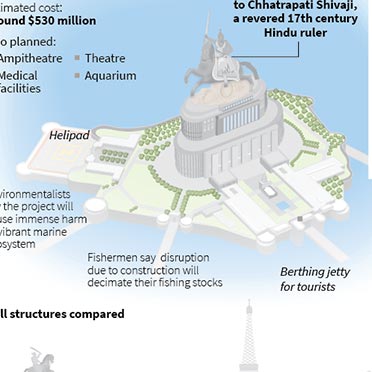 imated cost:
ound $530 million
o planned:
Ampitheatre
Theatre
Medical
facilities
Aquarium
to Chhatrapati Shivaji,
a revered 17th century
Hindu ruler
Helipad
vironmentalists
the project will
use immense harm
vibrant marine
osystem
Fishermen say disruption
due to construction will
decimate their fishing stocks
Berthing jetty
for tourists
ll structures compared